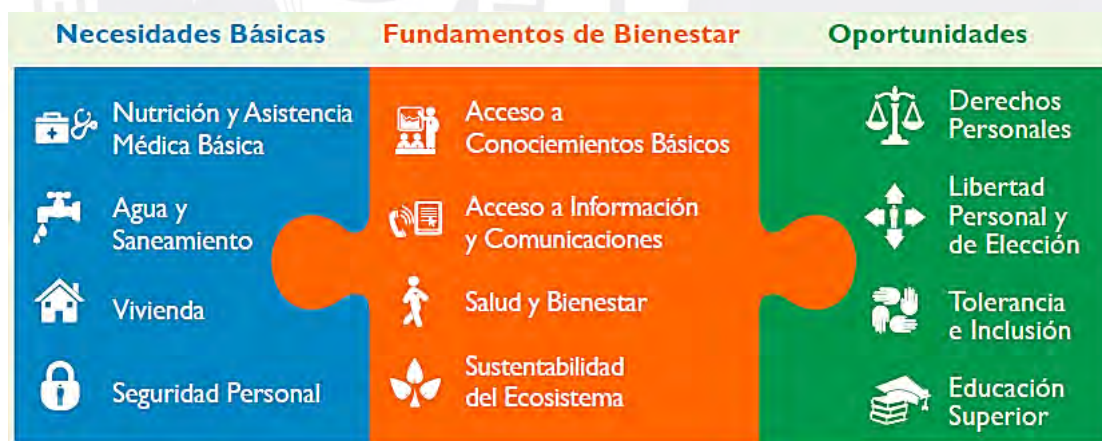 Necesidades Básicas
Fundamentos de Bienestar
Oportunidades
Nutrición y Asistencia
Médica Básica
Agua y
Saneamiento
Vivienda
Seguridad Personal
Acceso a
Conociemientos Básicos
Acceso a Información
y Comunicaciones
Salud y Bienestar
Sustentabilidad
del Ecosistema
Derechos
Personales
Libertad
Personal y
de Elección
Tolerancia
e Inclusión
Educación
Superior